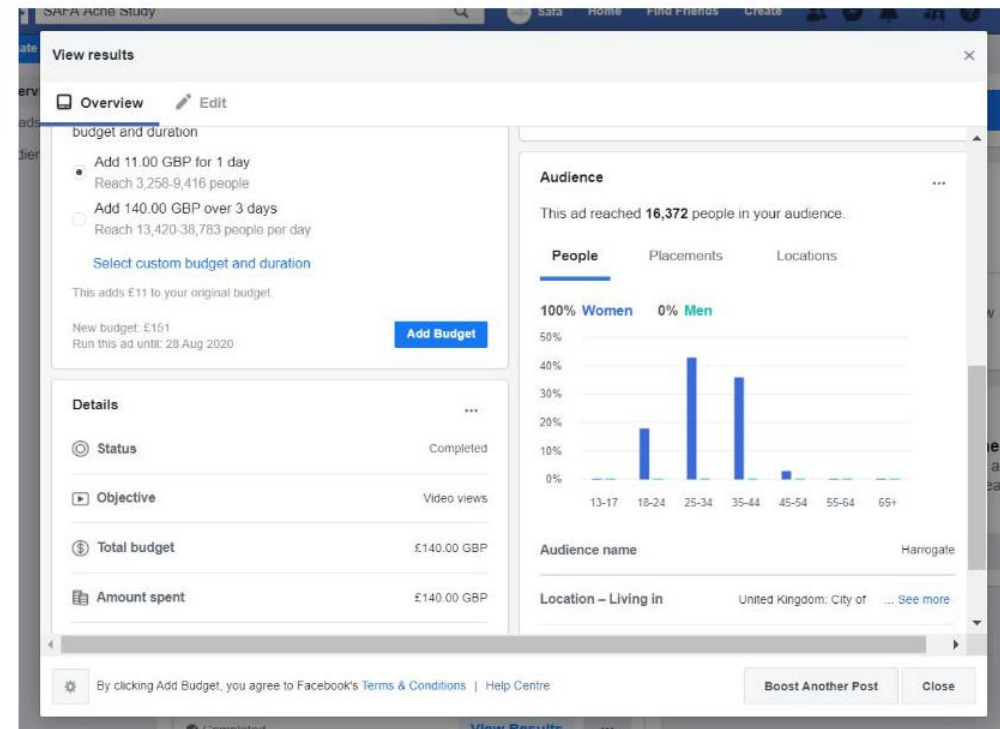 SAFA Acne Study
Safa Home Find Friends Create
View results
Overview Edit
budget and duration
Add 11.00 GBP for 1 day
Reach 3,258-9,416 people
Add 140.00 GBP over 3 days
Reach 13,420-38,783 people per day
Select custom budget and duration
This adds £11 to your original budget.
New budget: £151
Run this ad until: 28 Aug 2020
Add Budget
Details
...
Status Completed
Objective Video views
Total budget £140.00 GBP
Amount spent £140.00 GBP
Audience
...
This ad reached 16,372 people in your audience.
People Placements Locations
100% Women 0% Men
50%
40%
30%
20%
10%
0%
13-17 18-24 25-34 35-44 45-54 55-64 65+
Audience name Harrogate
Location – Living in United Kingdom: City of ... See more
By clicking Add Budget, you agree to Facebook's Terms & Conditions | Help Centre
Boost Another Post Close
Completed View Results ...